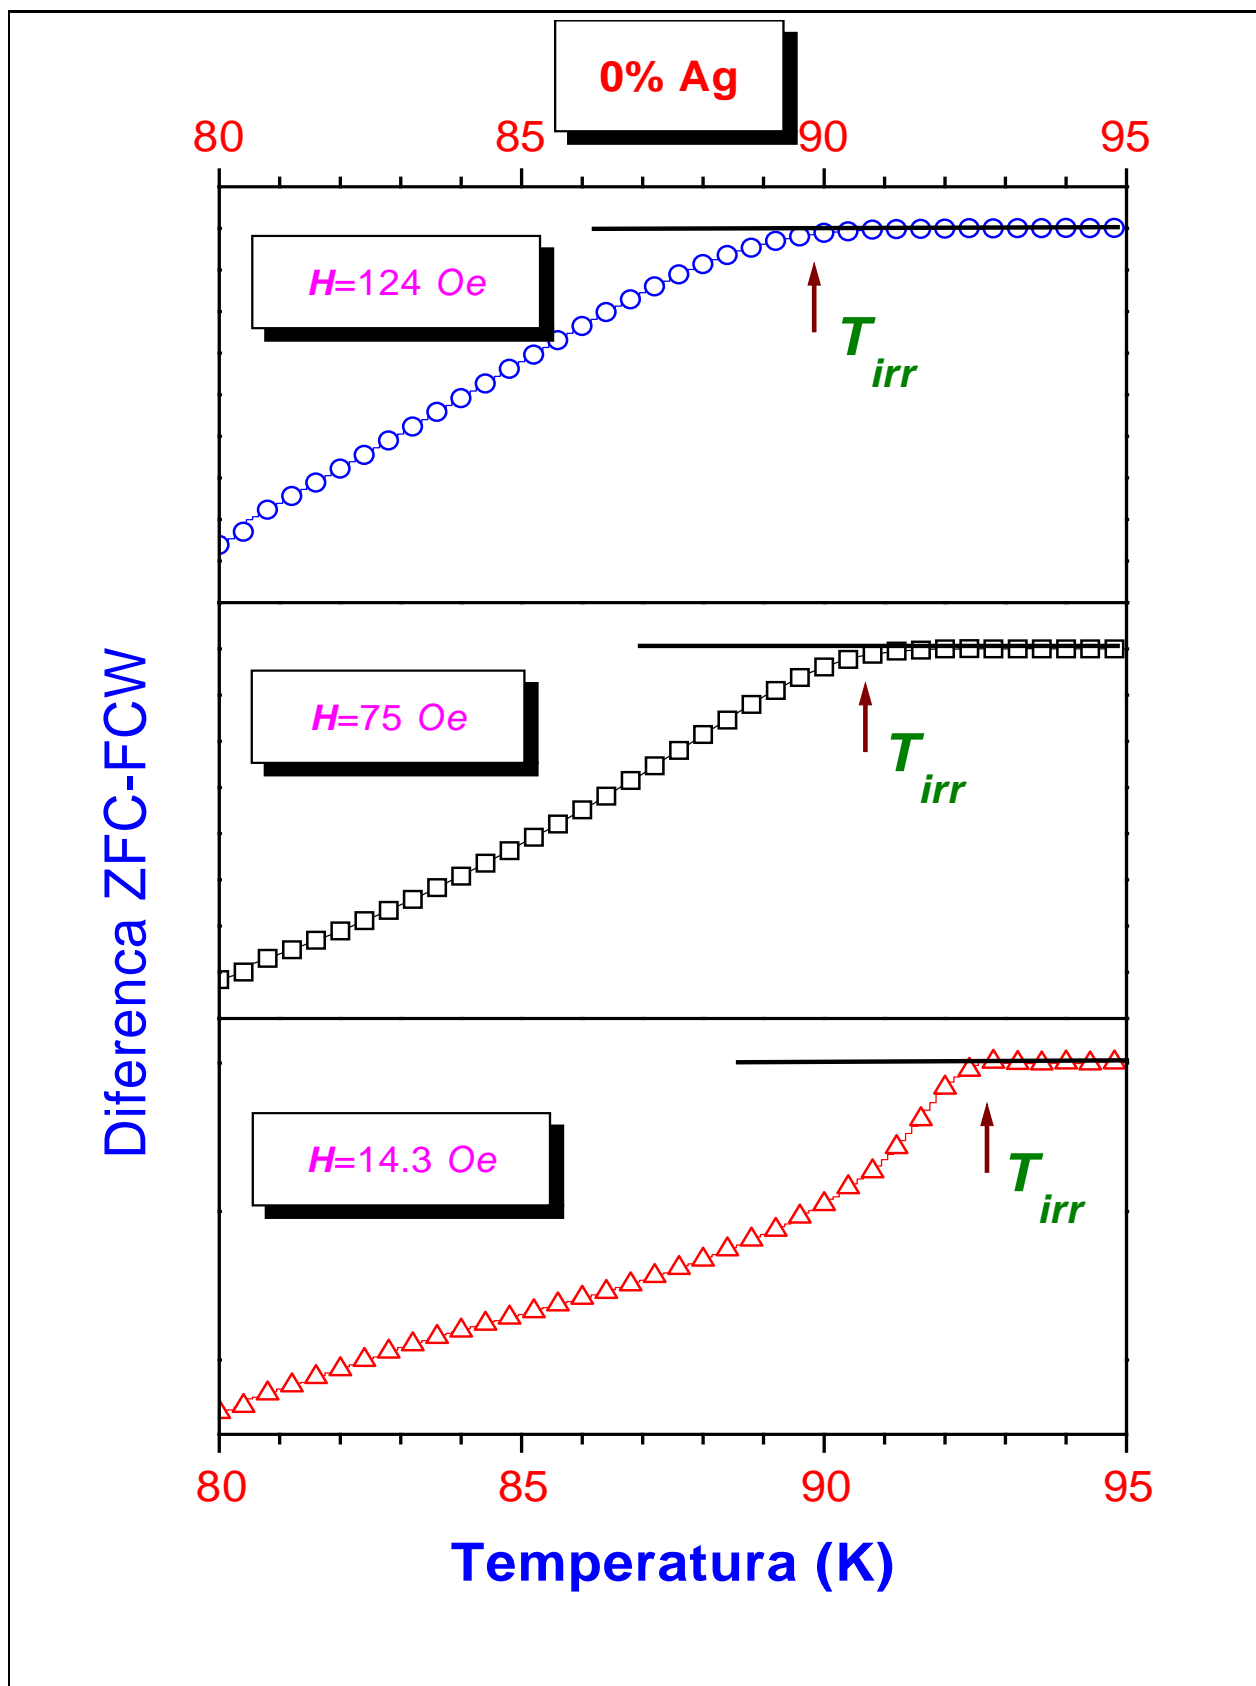 0% Ag
80 85 90 95
H=124 Oe
T irr
H=75 Oe
T irr
Diferenca ZFC-FCW
H=14.3 Oe
T irr
80 85 90 95
Temperatura (K)